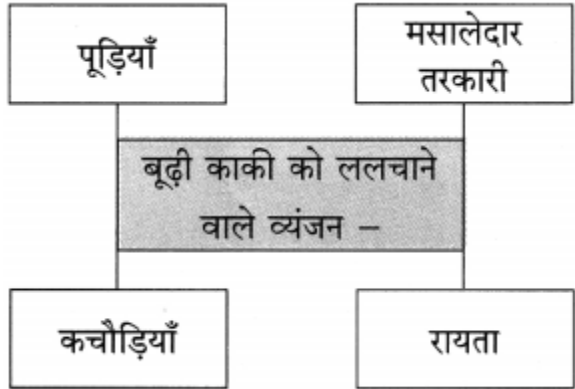 पूड़ियाँ
मसालेदार
तरकारी
बूढ़ी काकी को ललचाने
वाले व्यंजन –
कचौड़ियाँ
रायता